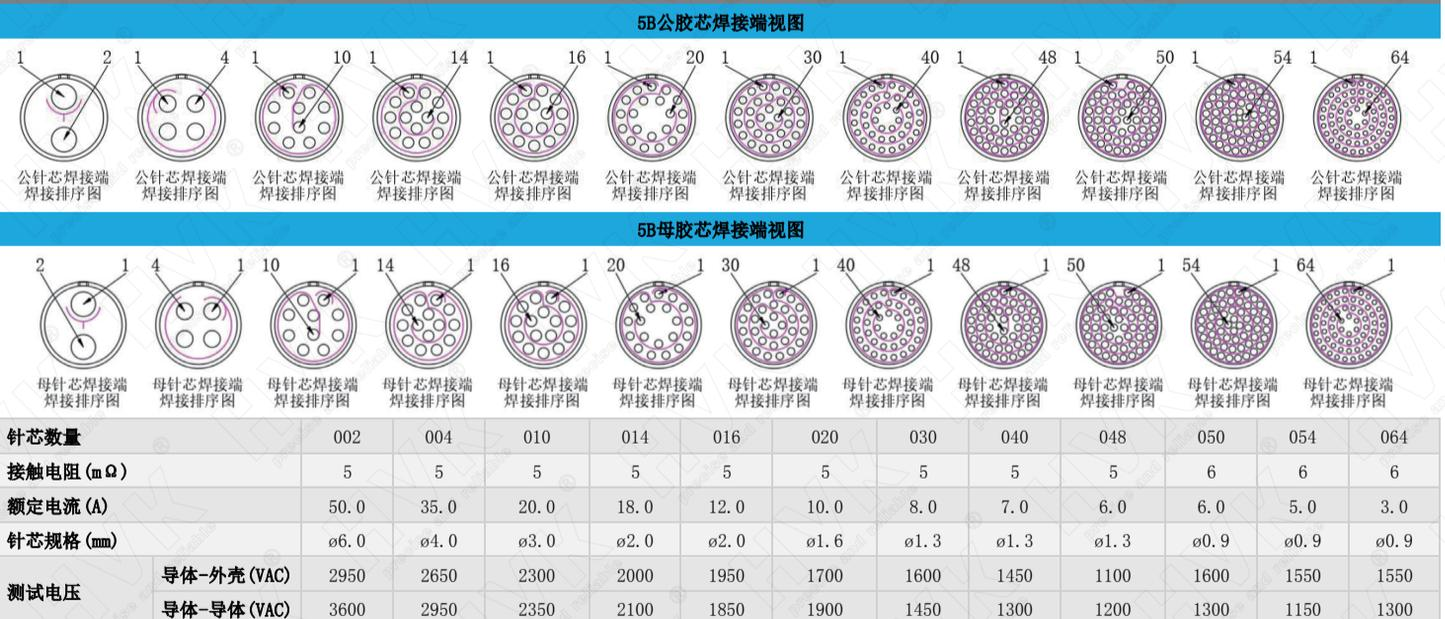 5B公胶芯焊接端视图
1 2 1 4 1 10 1 14 1 16 1 20 1 30 1 40 1 48 1 50 1 54 1 64
公针芯焊接端 公针芯焊接端 公针芯焊接端 公针芯焊接端 公针芯焊接端 公针芯焊接端 公针芯焊接端 公针芯焊接端 公针芯焊接端 公针芯焊接端 公针芯焊接端 公针芯焊接端
焊接排序图 焊接排序图 焊接排序图 焊接排序图 焊接排序图 焊接排序图 焊接排序图 焊接排序图 焊接排序图 焊接排序图 焊接排序图 焊接排序图
5B母胶芯焊接端视图
2 1 4 1 10 1 14 1 16 1 20 1 30 1 40 1 48 1 50 1 54 1 64 1
母针芯焊接端 母针芯焊接端 母针芯焊接端 母针芯焊接端 母针芯焊接端 母针芯焊接端 母针芯焊接端 母针芯焊接端 母针芯焊接端 母针芯焊接端 母针芯焊接端 母针芯焊接端
焊接排序图 焊接排序图 焊接排序图 焊接排序图 焊接排序图 焊接排序图 焊接排序图 焊接排序图 焊接排序图 焊接排序图 焊接排序图 焊接排序图
针芯数量 002 004 010 014 016 020 030 040 048 050 054 064
接触电阻(mΩ) 5 5 5 5 5 5 5 5 5 6 6 6
额定电流(A) 50.0 35.0 20.0 18.0 12.0 10.0 8.0 7.0 6.0 6.0 5.0 3.0
针芯规格(mm) ø6.0 ø4.0 ø3.0 ø2.0 ø2.0 ø1.6 ø1.3 ø1.3 ø1.3 ø0.9 ø0.9 ø0.9
测试电压
导体-外壳(VAC) 2950 2650 2300 2000 1950 1700 1600 1450 1100 1600 1550 1550
导体-导体(VAC) 3600 2950 2350 2100 1850 1900 1450 1300 1200 1300 1150 1300